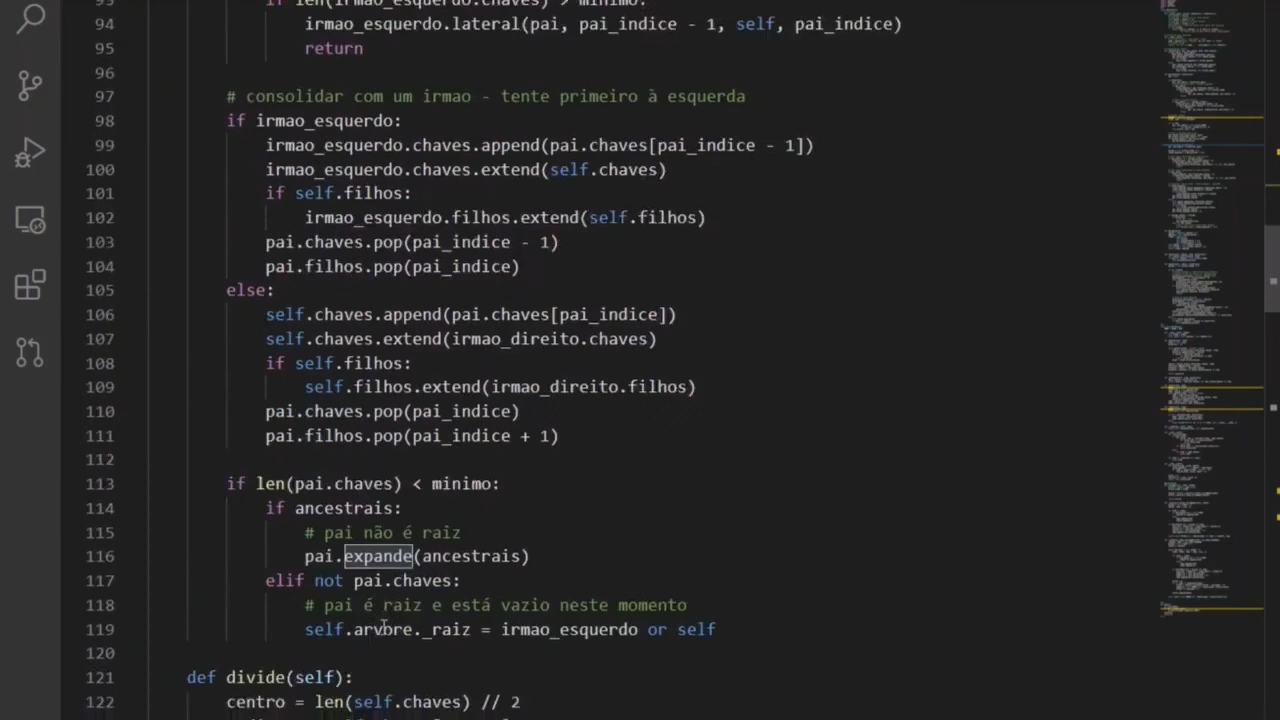 93 if len(irmao_esquerdo.chaves) > minimo:
94 irmao_esquerdo.lateral(pai, pai_indice - 1, self, pai_indice)
95 return
96
97 # consolidar com um irmao - tente primeiro à esquerda
98 if irmao_esquerdo:
99 irmao_esquerdo.chaves.append(pai.chaves[pai_indice - 1])
100 irmao_esquerdo.chaves.extend(self.chaves)
101 if self.filhos:
102 irmao_esquerdo.filhos.extend(self.filhos)
103 pai.chaves.pop(pai_indice - 1)
104 pai.filhos.pop(pai_indice)
105 else:
106 self.chaves.append(pai.chaves[pai_indice])
107 self.chaves.extend(irmao_direito.chaves)
108 if self.filhos:
109 self.filhos.extend(irmao_direito.filhos)
110 pai.chaves.pop(pai_indice)
111 pai.filhos.pop(pai_indice + 1)
112
113 if len(pai.chaves) < minimo:
114 if ancestrais:
115 # pai não é raiz
116 pai.expande(ancestrais)
117 elif not pai.chaves:
118 # pai é raiz e está vazio neste momento
119 self.arvore._raiz = irmao_esquerdo or self
120
121 def divide(self):
122 centro = len(self.chaves) // 2